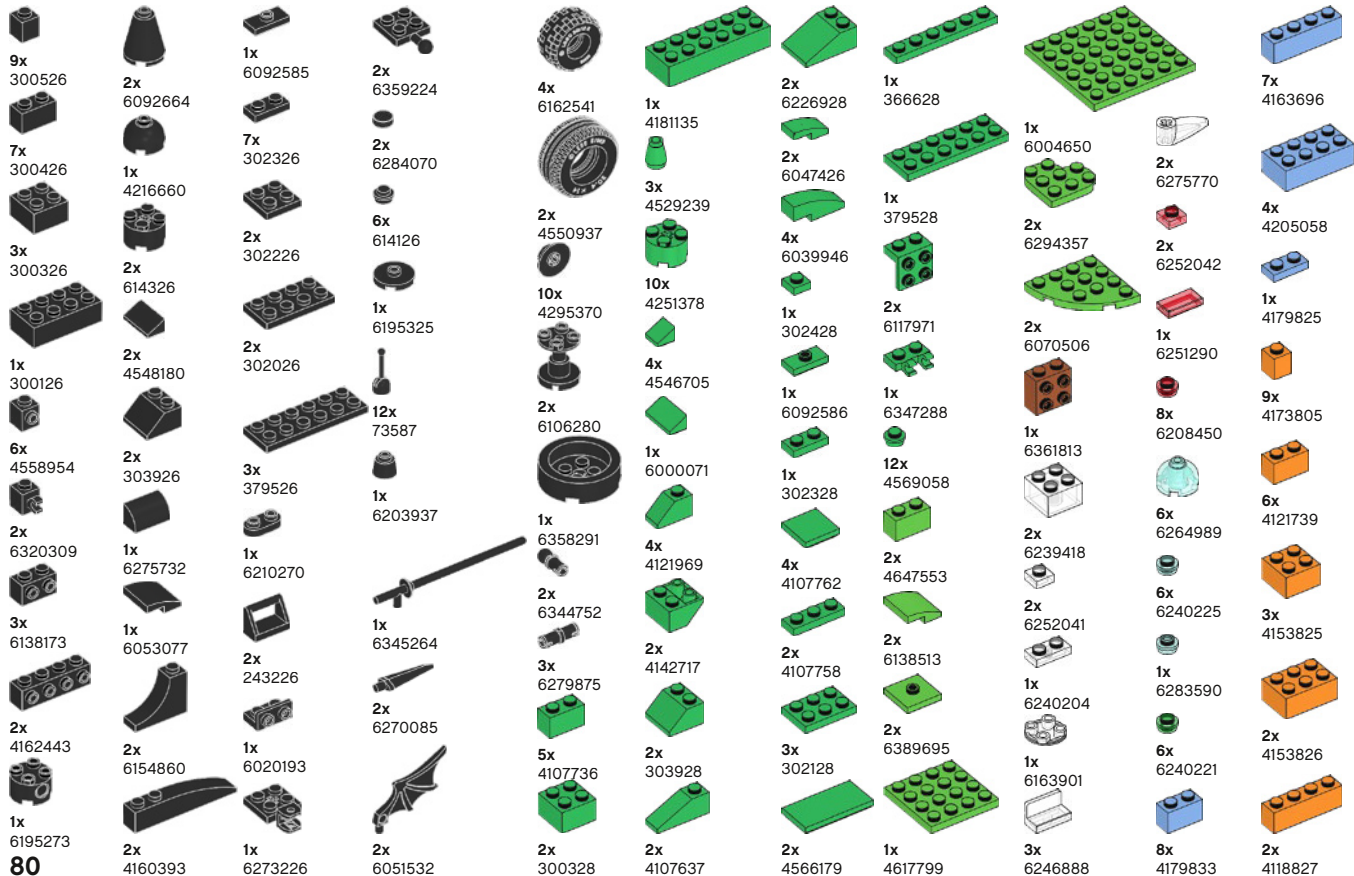 9x
300526
7x
300426
3x
300326
1x
300126
6x
4558954
2x
6320309
3x
6138173
2x
4162443
1x
6195273
80
2x
6092664
1x
4216660
2x
614326
2x
4548180
2x
303926
1x
6275732
1x
6053077
2x
6154860
2x
4160393
1x
6092585
7x
302326
2x
302226
2x
302026
3x
379526
1x
6210270
2x
243226
1x
6020193
1x
6273226
2x
6359224
2x
6284070
6x
614126
1x
6195325
12x
73587
1x
6203937
1x
6345264
2x
6270085
2x
6051532
4x
6162541
2x
4550937
10x
4295370
2x
6106280
1x
6358291
2x
6344752
3x
6279875
5x
4107736
2x
300328
1x
4181135
3x
4529239
10x
4251378
4x
4546705
1x
6000071
4x
4121969
2x
4142717
2x
303928
2x
4107637
2x
6226928
2x
6047426
4x
6039946
1x
302428
1x
6092586
1x
302328
4x
4107762
2x
4107758
3x
302128
2x
4566179
1x
366628
1x
379528
2x
6117971
1x
6347288
12x
4569058
2x
4647553
2x
6138513
2x
6389695
1x
4617799
1x
6004650
2x
6294357
2x
6070506
1x
6361813
2x
6239418
2x
6252041
1x
6240204
1x
6163901
3x
6246888
2x
6275770
2x
6252042
1x
6251290
8x
6208450
6x
6264989
6x
6240225
1x
6283590
6x
6240221
8x
4179833
7x
4163696
4x
4205058
1x
4179825
9x
4173805
6x
4121739
3x
4153825
2x
4153826
2x
4118827